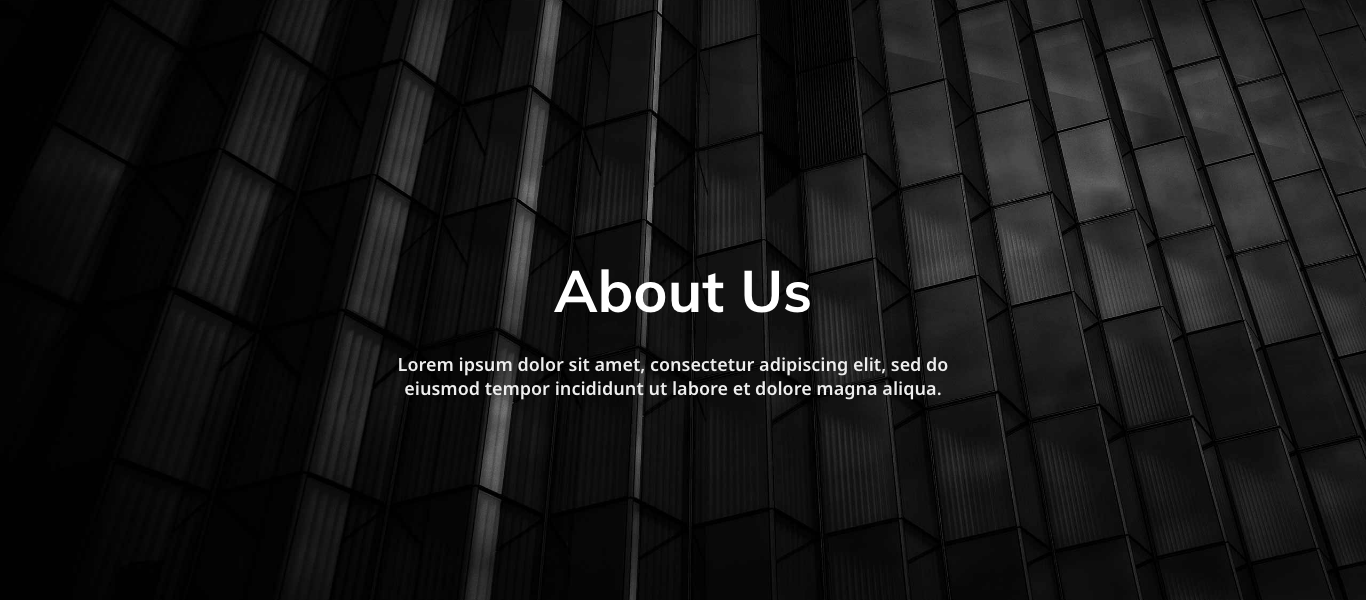 About Us
Lorem ipsum dolor sit amet, consectetur adipiscing elit, sed do
eiusmod tempor incididunt ut labore et dolore magna aliqua.